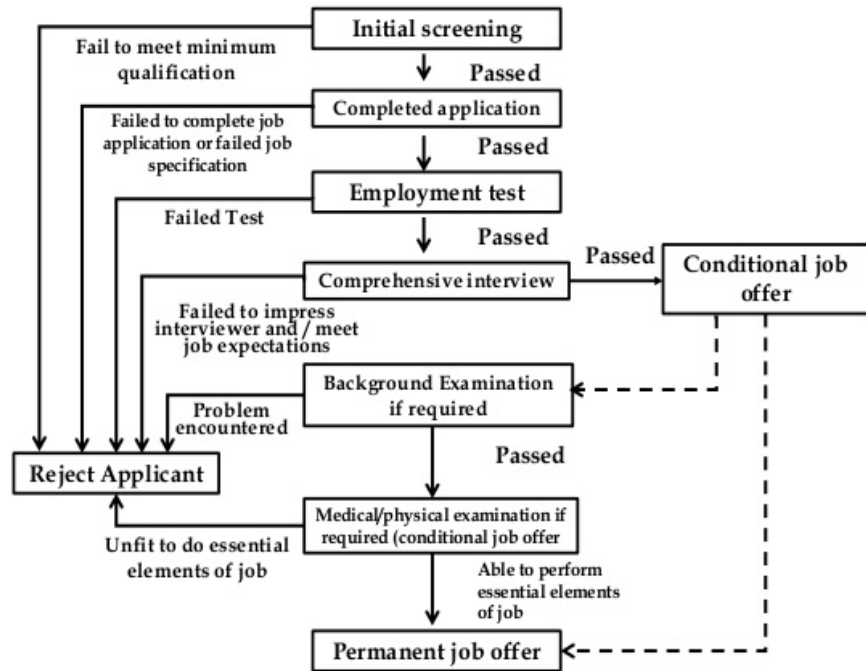 Initial screening
Fail to meet minimum
qualification
Passed
Completed application
Failed to complete job
application or failed job
specification
Passed
Employment test
Failed Test
Passed
Comprehensive interview
Passed
Conditional job
offer
Failed to impress
interviewer and / meet
job expectations
Background Examination
if required
Problem
encountered
Passed
Reject Applicant
Medical/physical examination if
required (conditional job offer
Unfit to do essential
elements of job
Able to perform
essential elements
of job
Permanent job offer